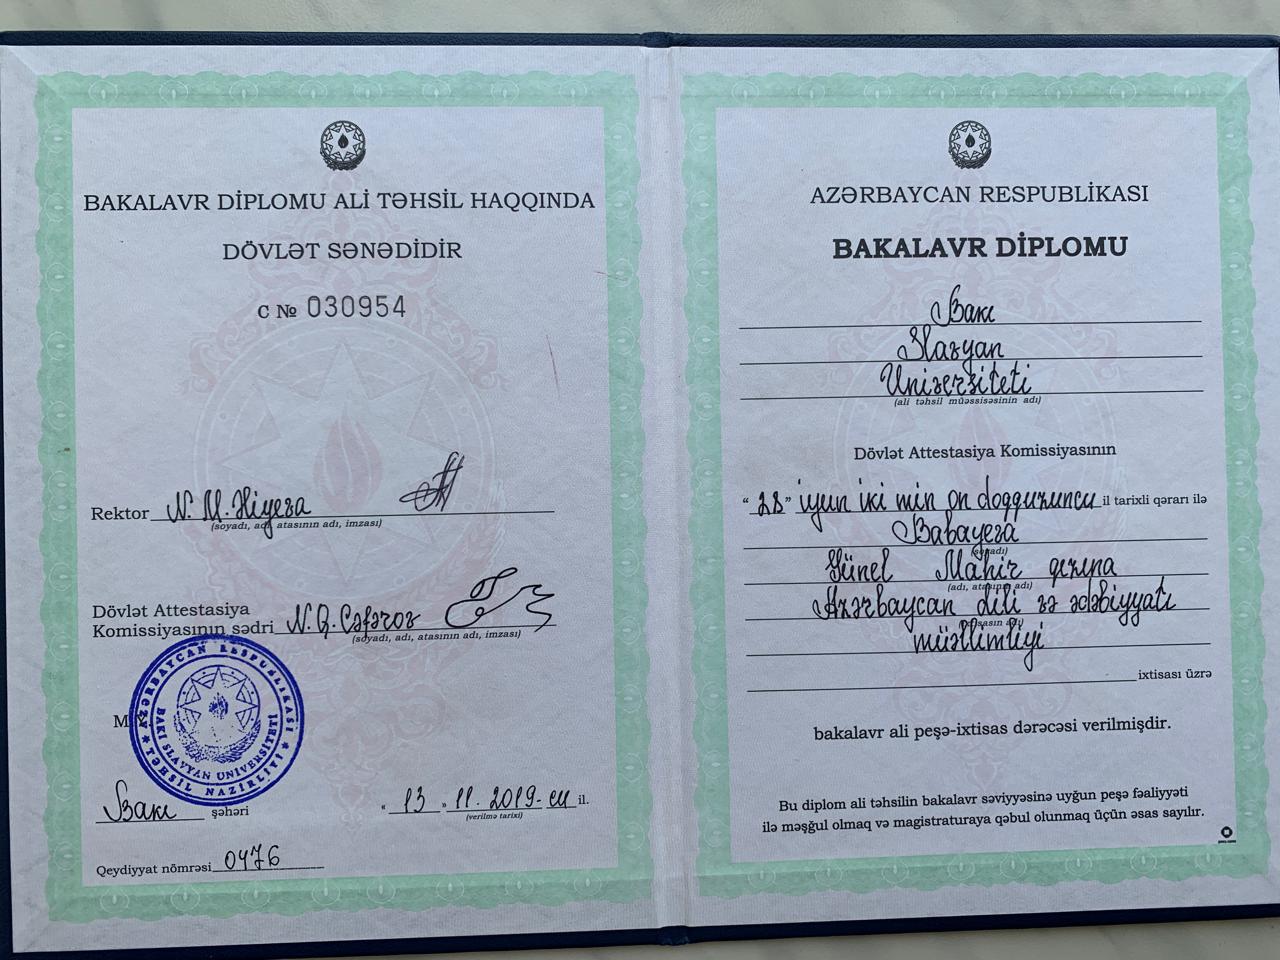 BAKALAVR DİPLOMU ALİ TƏHSİL HAQQINDA
DÖVLƏT SƏNƏDİDİR
C № 030954
Rektor N. M. Əliyeva
(soyadı, adı, atasının adı, imzası)
Dövlət Attestasiya
Komissiyasının sədri N. Q. Cəfərov
(soyadı, adı, atasının adı, imzası)
M.Y.
AZƏRBAYCAN RESPUBLİKASI
TƏHSİL NAZİRLİYİ
BAKI SLAVYAN UNİVERSİTETİ
Bakı şəhəri
" 13 " 11. 2019-cu il.
(verilmə tarixi)
Qeydiyyat nömrəsi 0476
AZƏRBAYCAN RESPUBLİKASI
BAKALAVR DİPLOMU
Bakı
Slavyan
Universiteti
(ali təhsil müəssisəsinin adı)
Dövlət Attestasiya Komissiyasının
" 28 " iyun iki min on doqquzuncu il tarixli qərarı ilə
Babayeva
(soyadı)
Günel Mahir qızına
(adı, atasının adı)
Azərbaycan dili və ədəbiyyatı
müəllimliyi
ixtisası üzrə
bakalavr ali peşə-ixtisas dərəcəsi verilmişdir.
Bu diplom ali təhsilin bakalavr səviyyəsinə uyğun peşə fəaliyyəti
ilə məşğul olmaq və magistraturaya qəbul olunmaq üçün əsas sayılır.